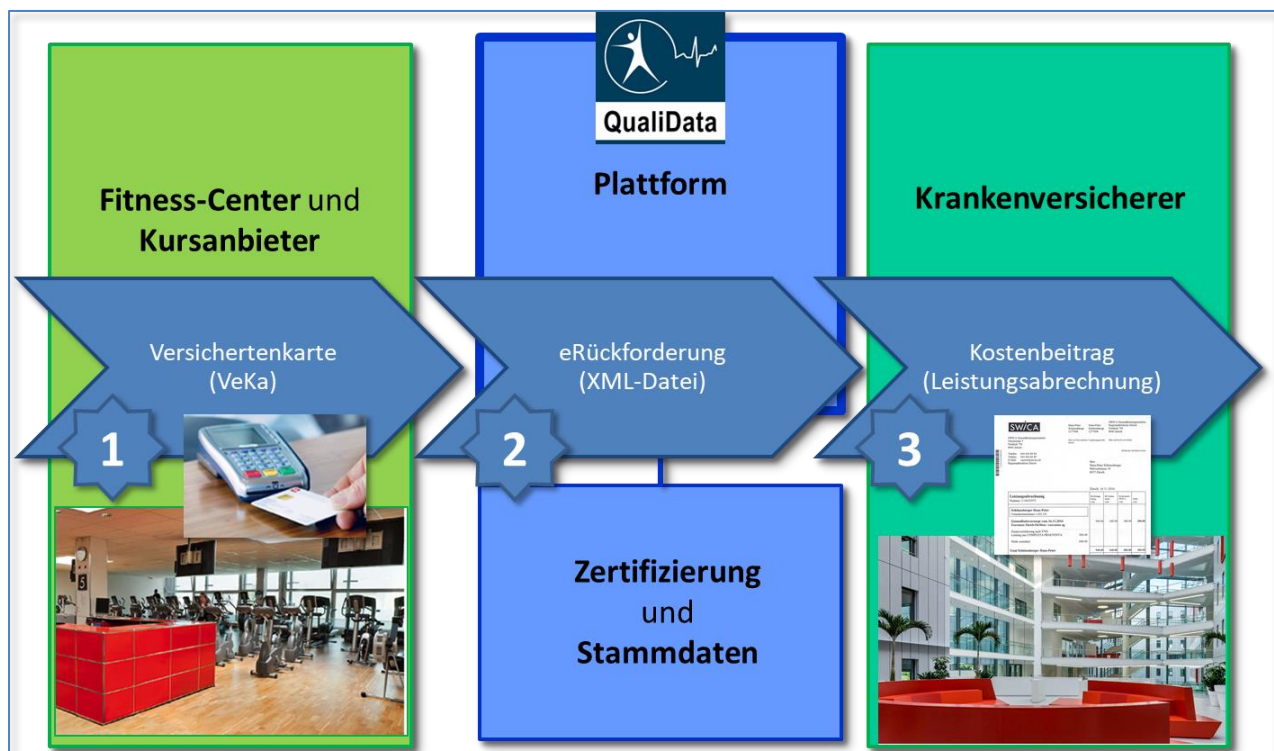 QualiData
Fitness-Center und
Kursanbieter
Plattform
Krankenversicherer
Versichertenkarte
(VeKa)
eRückforderung
(XML-Datei)
Kostenbeitrag
(Leistungsabrechnung)
1
2
3
SWICA
Leistungsabrechnung
5
Zertifizierung
und
Stammdaten